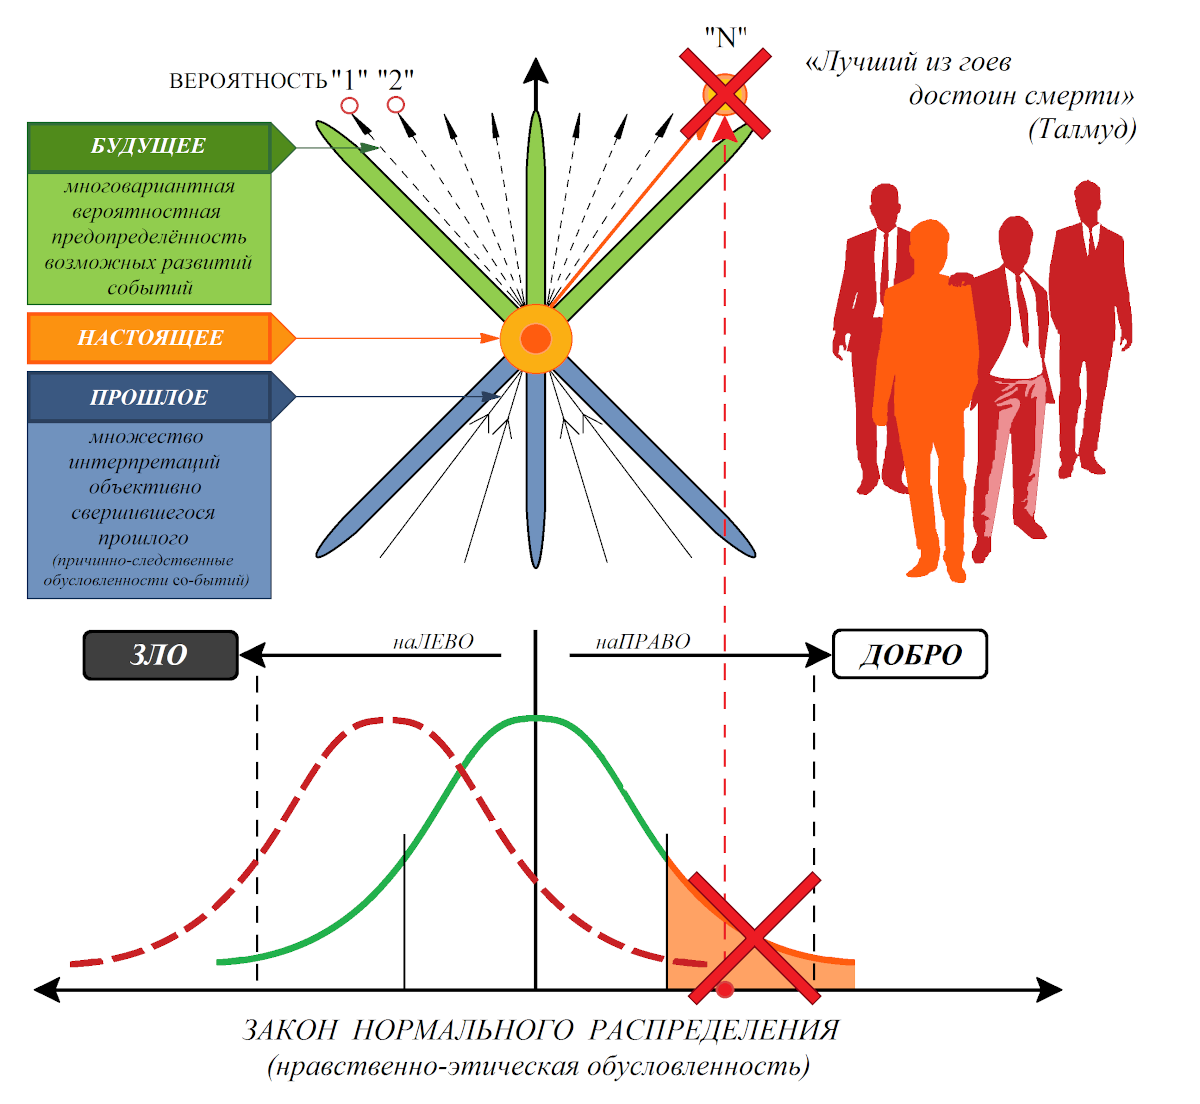 "N"
«Лучший из гоев
достоин смерти»
(Талмуд)
ВЕРОЯТНОСТЬ "1" "2"
БУДУЩЕЕ
многовариантная
вероятностная
предопределённость
возможных развитий
событий
НАСТОЯЩЕЕ
ПРОШЛОЕ
множество
интерпретаций
объективно
свершившегося
прошлого
(причинно-следственные
обусловленности со-бытий)
ЗЛО
наЛЕВО
наПРАВО
ДОБРО
ЗАКОН НОРМАЛЬНОГО РАСПРЕДЕЛЕНИЯ
(нравственно-этическая обусловленность)